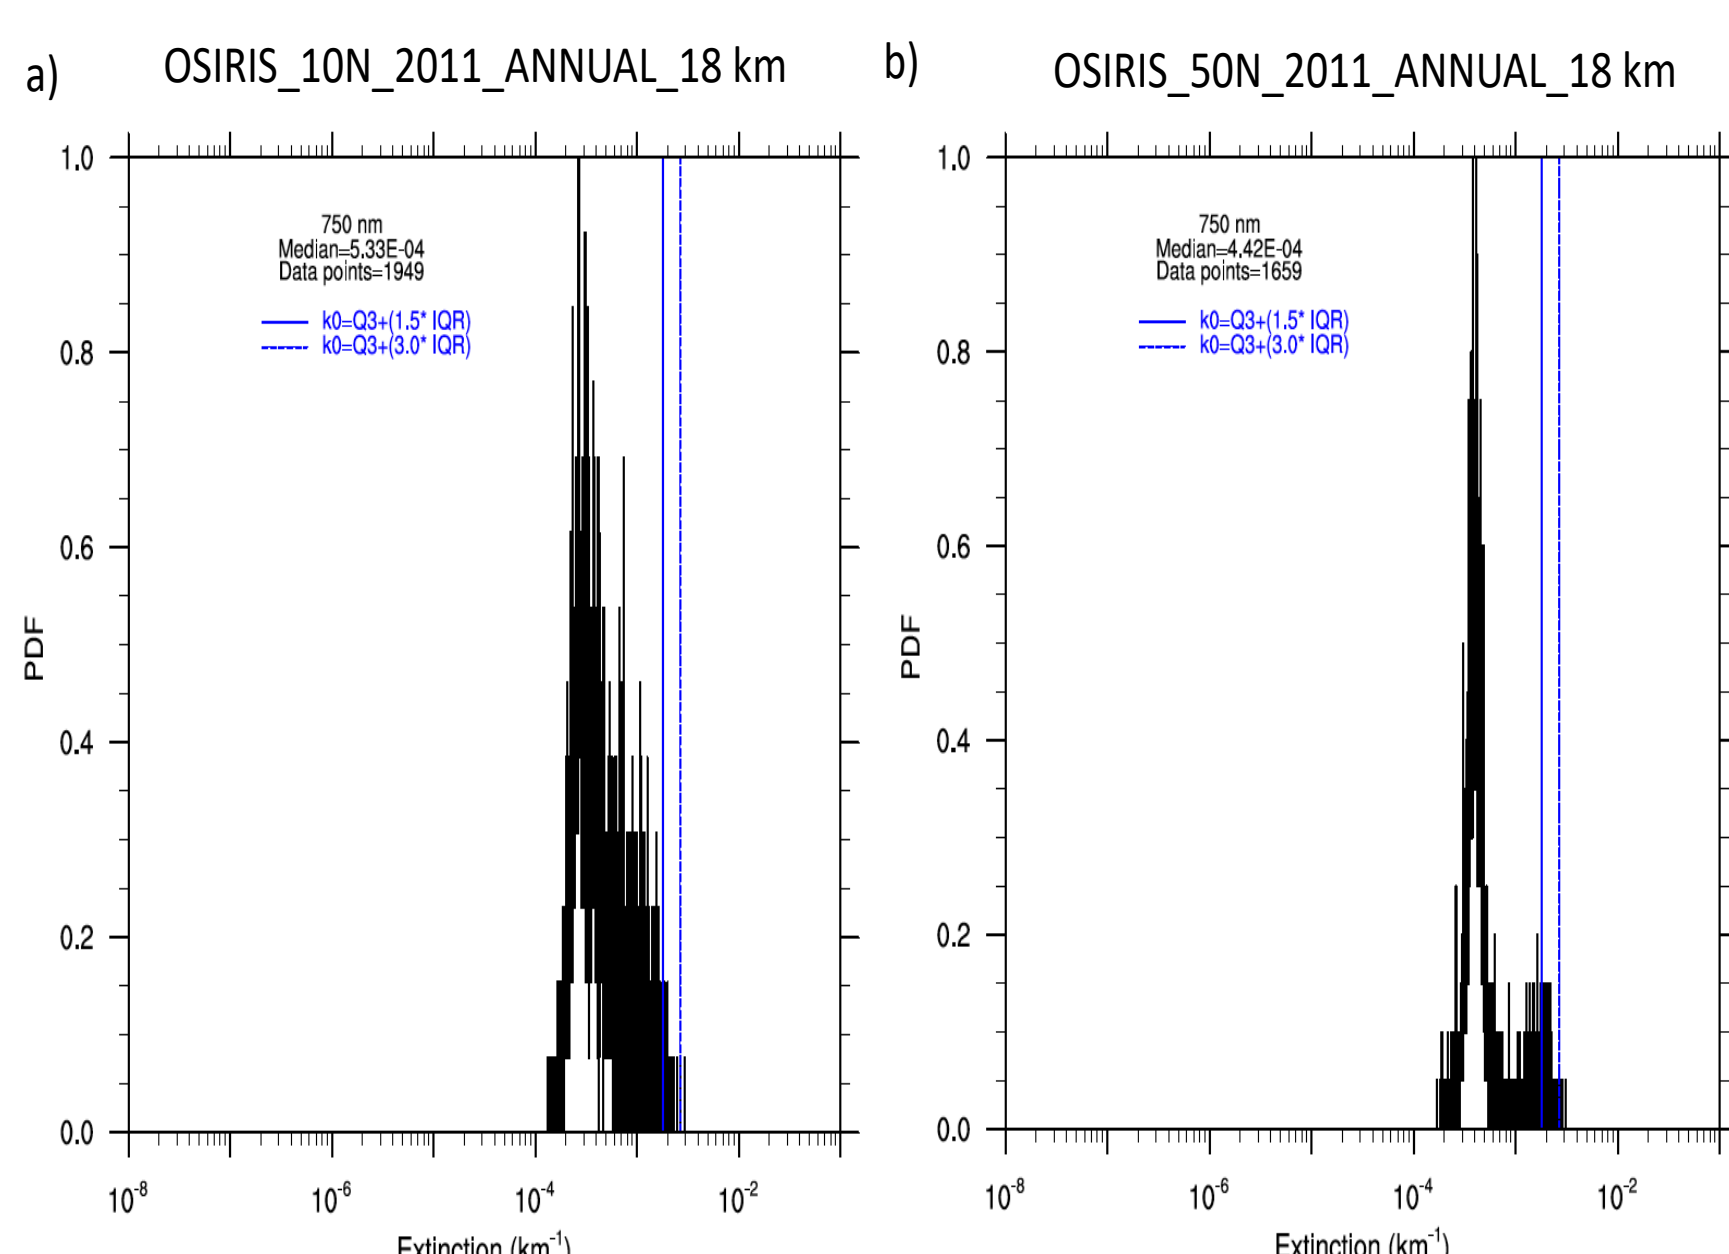 a)
OSIRIS_10N_2011_ANNUAL_18 km
1.0
0.8
0.6
0.4
0.2
0.0
PDF
750 nm
Median=5.33E-04
Data points=1949
k0=Q3+(1.5* IQR)
k0=Q3+(3.0* IQR)
10-8
10-6
10-4
10-2
Extinction (km-1)
b)
OSIRIS_50N_2011_ANNUAL_18 km
1.0
0.8
0.6
0.4
0.2
0.0
PDF
750 nm
Median=4.42E-04
Data points=1659
k0=Q3+(1.5* IQR)
k0=Q3+(3.0* IQR)
10-8
10-6
10-4
10-2
Extinction (km-1)